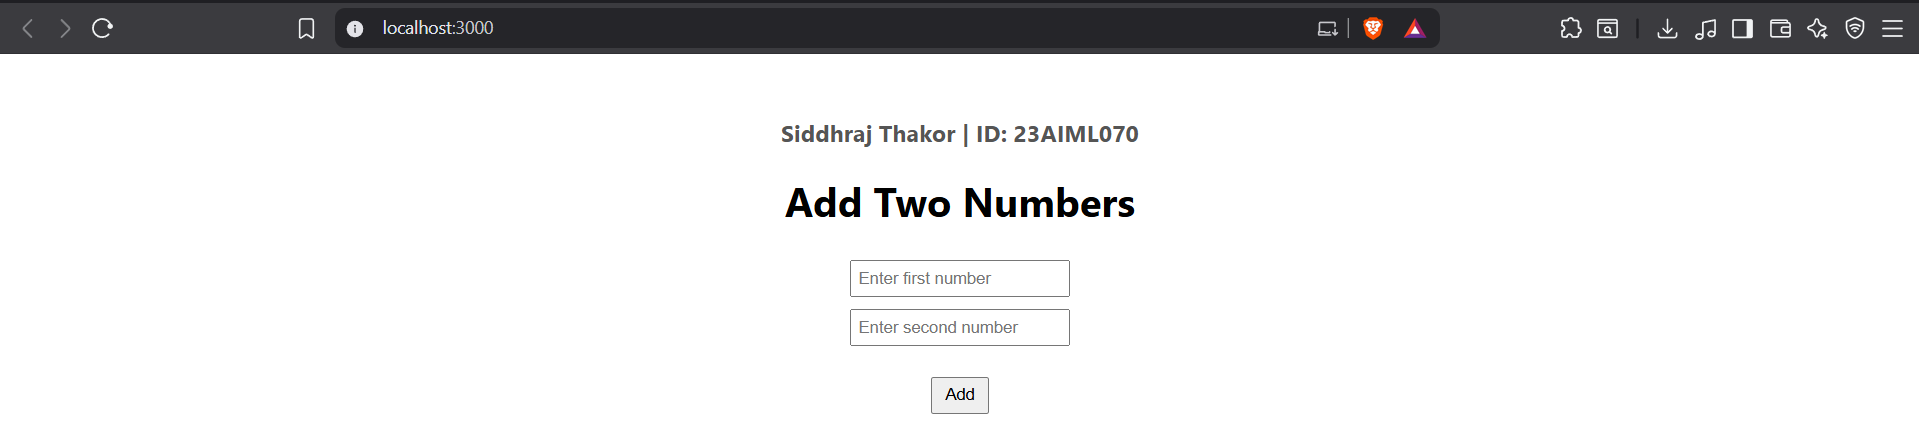 localhost:3000
Siddhraj Thakor | ID: 23AIML070
Add Two Numbers
Enter first number
Enter second number
Add